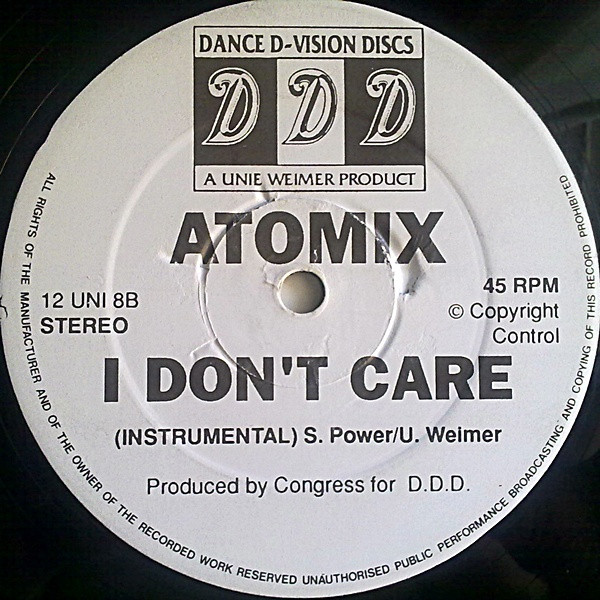 DANCE D-VISION DISCS
D D D
A UNIE WEIMER PRODUCT
ATOMIX
12 UNI 8B
STEREO
45 RPM
© Copyright
Control
I DON'T CARE
(INSTRUMENTAL) S. Power/U. Weimer
Produced by Congress for D.D.D.
ALL RIGHTS OF THE MANUFACTURER AND OF THE OWNER OF THE RECORDED WORK RESERVED UNAUTHORISED PUBLIC PERFORMANCE BROADCASTING AND COPYING OF THIS RECORD PROHIBITED